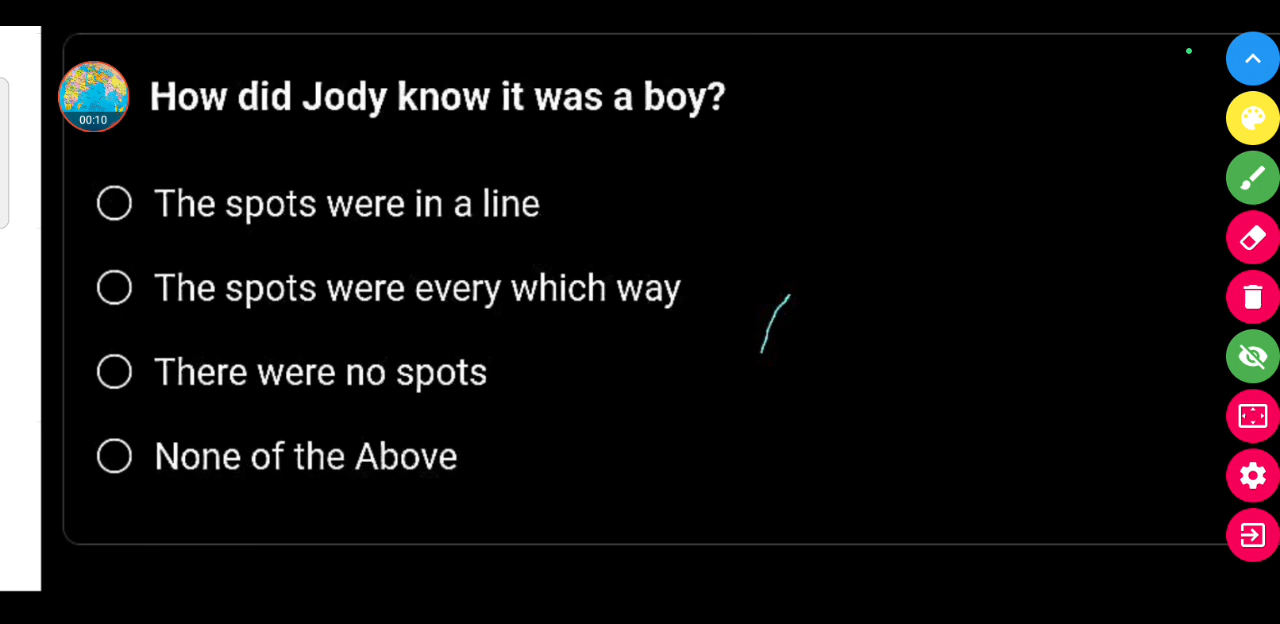 How did Jody know it was a boy?
00:10
The spots were in a line
The spots were every which way
There were no spots
None of the Above